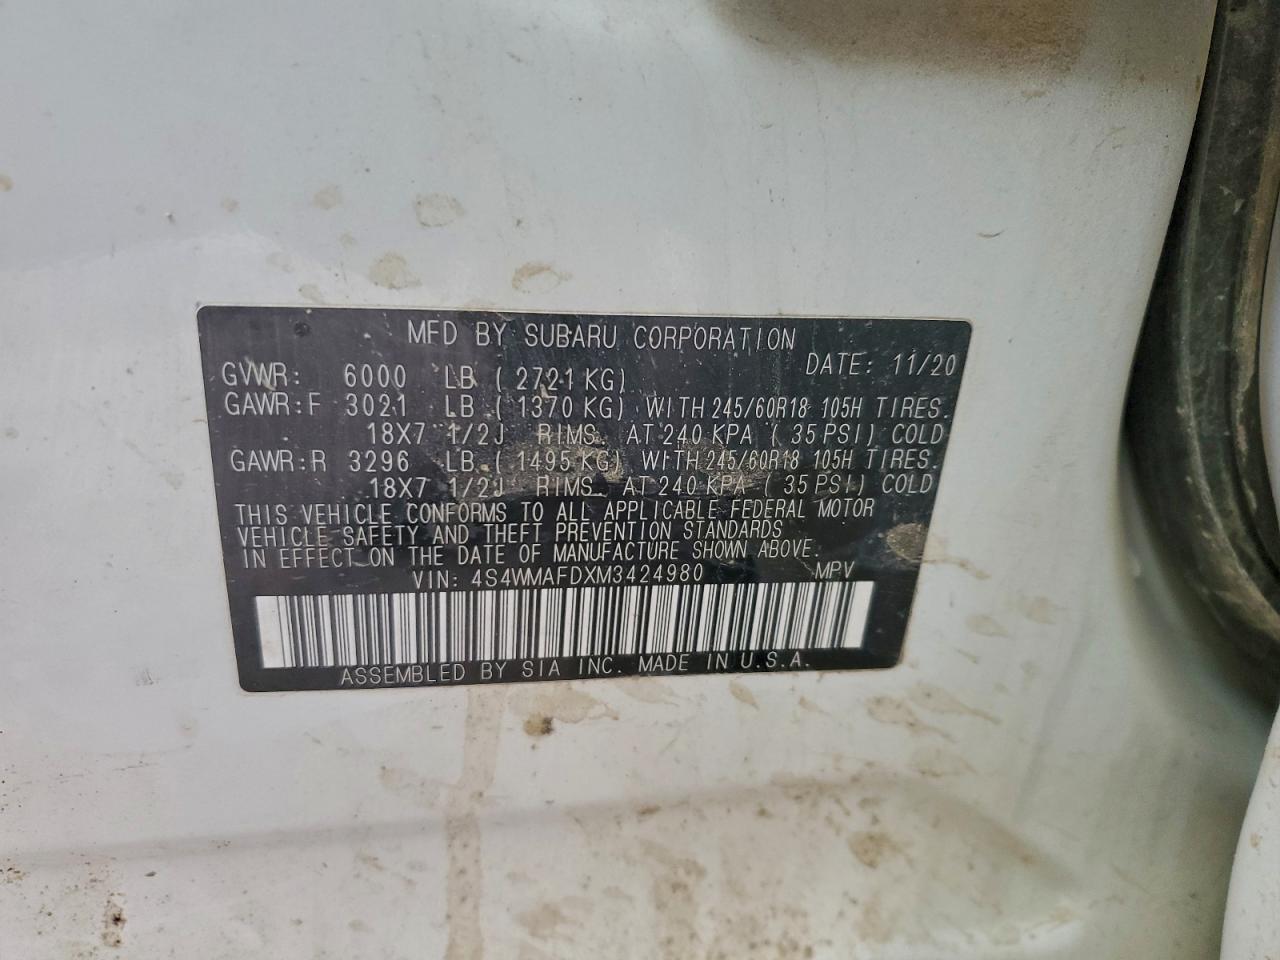 MFD BY SUBARU CORPORATION
DATE: 11/20
GVWR: 6000 LB ( 2721 KG)
GAWR:F 3021 LB ( 1370 KG) WITH 245/60R18 105H TIRES.
18X7 1/2J RIMS. AT 240 KPA ( 35 PSI) COLD
GAWR:R 3296 LB ( 1495 KG) WITH 245/60R18 105H TIRES.
18X7 1/2J RIMS. AT 240 KPA ( 35 PSI) COLD
THIS VEHICLE CONFORMS TO ALL APPLICABLE FEDERAL MOTOR
VEHICLE SAFETY AND THEFT PREVENTION STANDARDS
IN EFFECT ON THE DATE OF MANUFACTURE SHOWN ABOVE.
VIN: 4S4WMAFDXM3424980 MPV
ASSEMBLED BY SIA INC. MADE IN U.S.A.